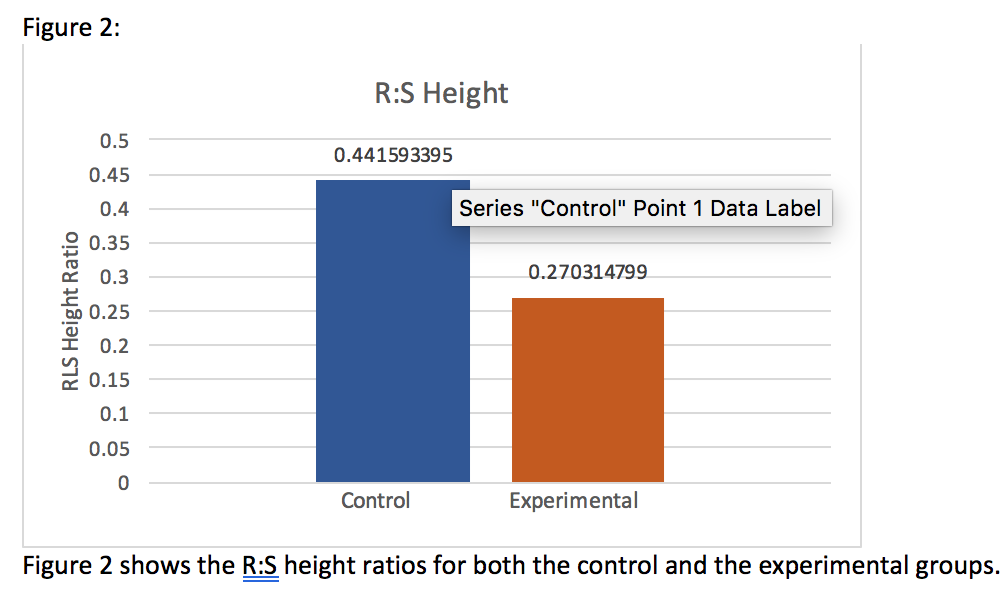 Figure 2:
R:S Height
0.5
0.45
0.4
0.35
0.3
0.25
0.2
0.15
0.1
0.05
0
RLS Height Ratio
0.441593395
Series "Control" Point 1 Data Label
0.270314799
Control
Experimental
Figure 2 shows the R:S height ratios for both the control and the experimental groups.